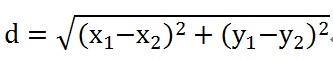 d = √(x₁−x₂)² + (y₁−y₂)²